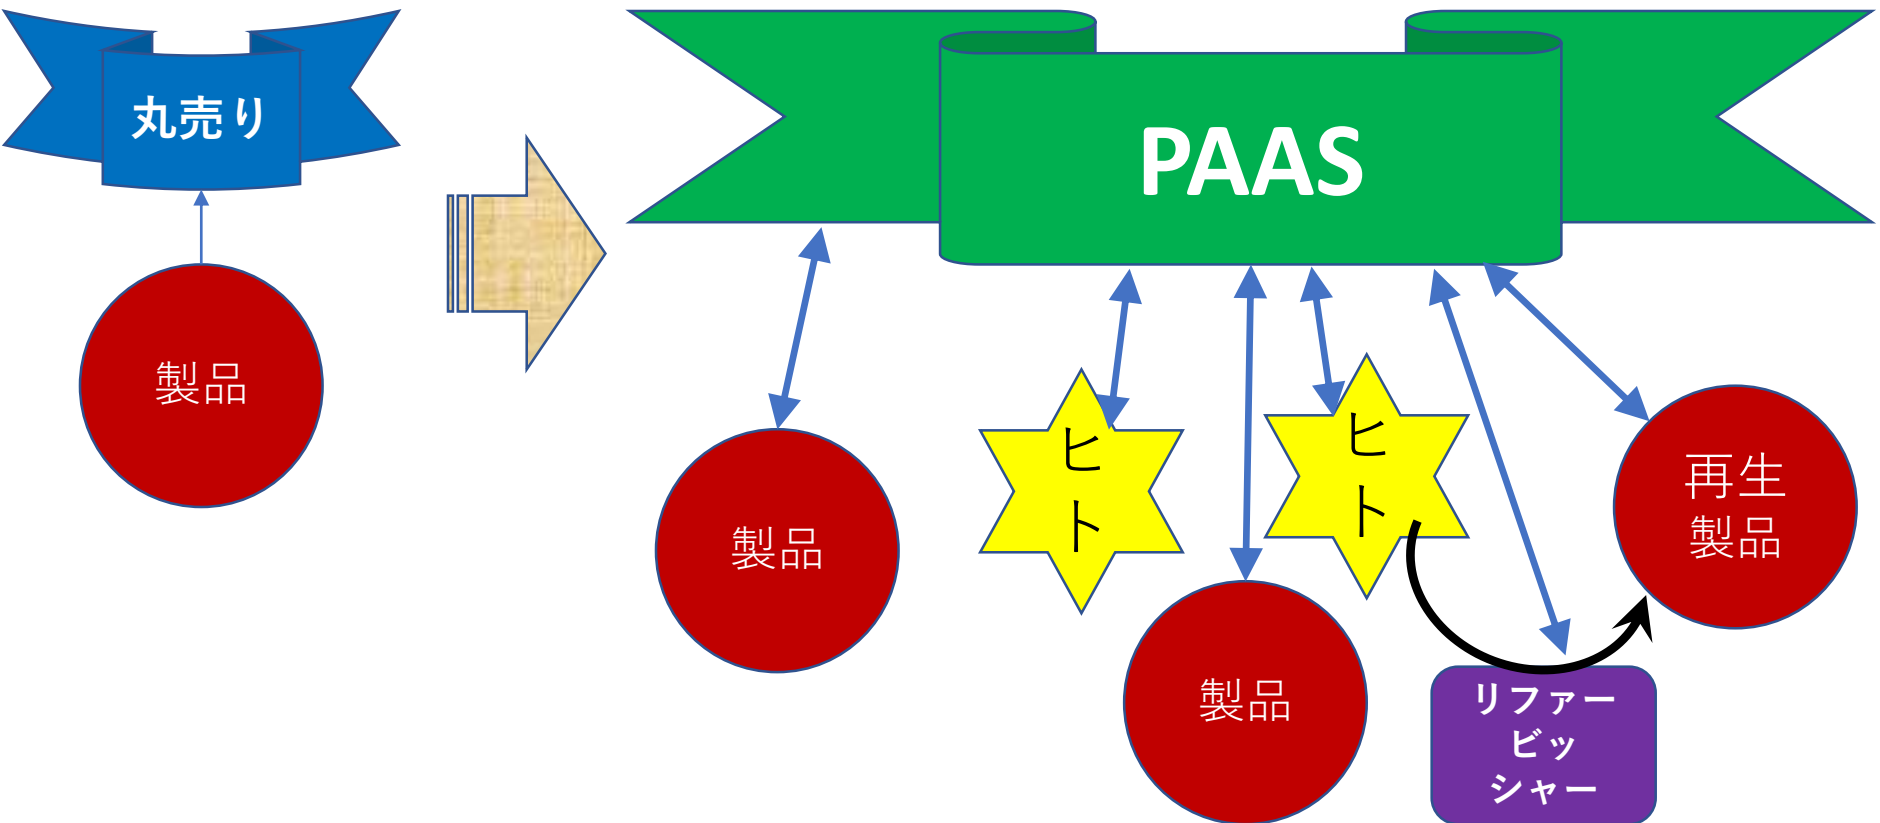 丸売り
製品
PAAS
製品
ヒ
ト
製品
ヒ
ト
リファー
ビッ
シャー
再生
製品